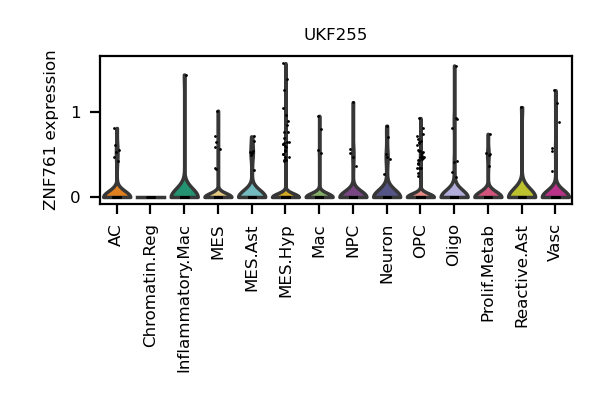 UKF255
ZNF761 expression
1
0
AC
Chromatin.Reg
Inflammatory.Mac
MES
MES.Ast
MES.Hyp
Mac
NPC
Neuron
OPC
Oligo
Prolif.Metab
Reactive.Ast
Vasc